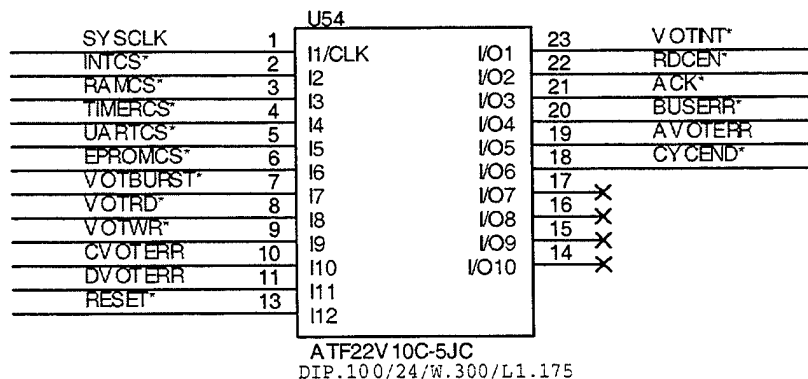 U54
SYSCLK 1 I1/CLK I/O1 23 VOTINT*
INTCS* 2 I2 I/O2 22 RDCEN*
RAMCS* 3 I3 I/O3 21 ACK*
TIMERCS* 4 I4 I/O4 20 BUSERR*
UARTCS* 5 I5 I/O5 19 AVOTERR
EPROMCS* 6 I6 I/O6 18 CYCEND*
VOTBURST* 7 I7 I/O7 17
VOTRD* 8 I8 I/O8 16
VOTWR* 9 I9 I/O9 15
CVOTERR 10 I10 I/O10 14
DVOTERR 11 I11
RESET* 13 I12
ATF22V10C-5JC
DIP.100/24/W.300/L1.175